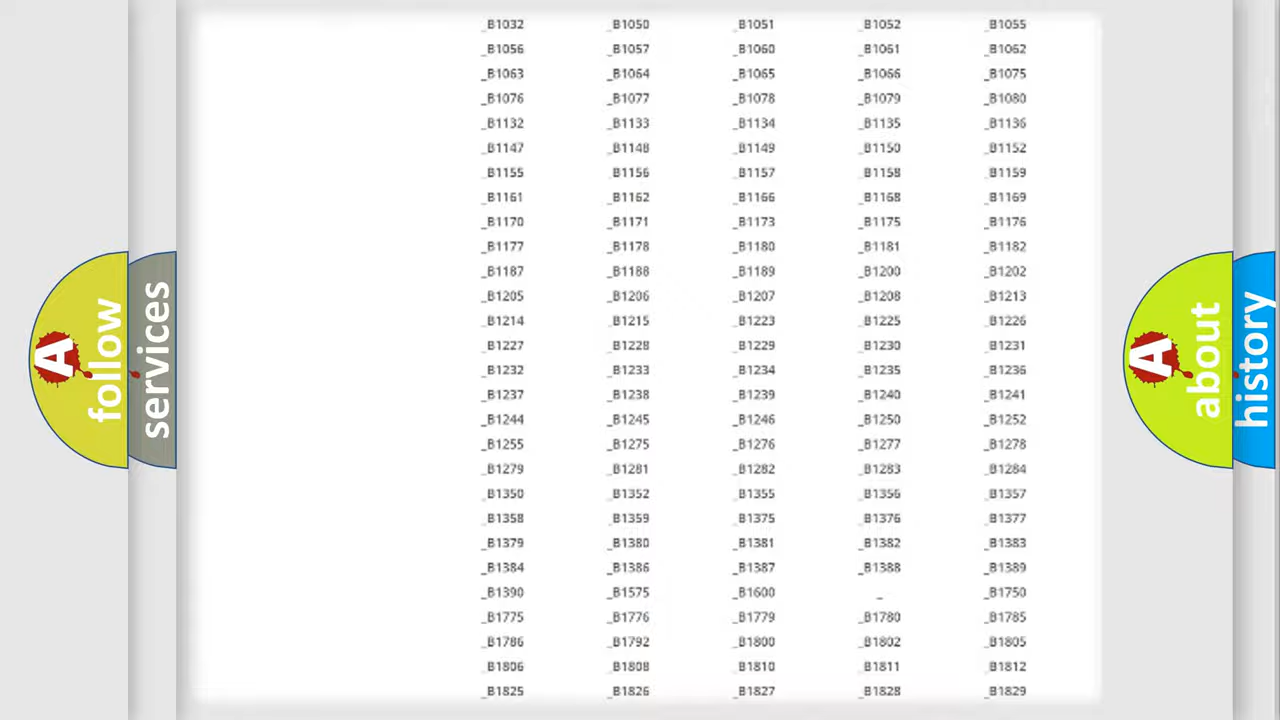 _B1032 _B1050 _B1051 _B1052 _B1055
_B1056 _B1057 _B1060 _B1061 _B1062
_B1063 _B1064 _B1065 _B1066 _B1075
_B1076 _B1077 _B1078 _B1079 _B1080
_B1132 _B1133 _B1134 _B1135 _B1136
_B1147 _B1148 _B1149 _B1150 _B1152
_B1155 _B1156 _B1157 _B1158 _B1159
_B1161 _B1162 _B1166 _B1168 _B1169
_B1170 _B1171 _B1173 _B1175 _B1176
_B1177 _B1178 _B1180 _B1181 _B1182
_B1187 _B1188 _B1189 _B1200 _B1202
_B1205 _B1206 _B1207 _B1208 _B1213
_B1214 _B1215 _B1223 _B1225 _B1226
_B1227 _B1228 _B1229 _B1230 _B1231
_B1232 _B1233 _B1234 _B1235 _B1236
_B1237 _B1238 _B1239 _B1240 _B1241
_B1244 _B1245 _B1246 _B1250 _B1252
_B1255 _B1275 _B1276 _B1277 _B1278
_B1279 _B1281 _B1282 _B1283 _B1284
_B1350 _B1352 _B1355 _B1356 _B1357
_B1358 _B1359 _B1375 _B1376 _B1377
_B1379 _B1380 _B1381 _B1382 _B1383
_B1384 _B1386 _B1387 _B1388 _B1389
_B1390 _B1575 _B1600 _ _B1750
_B1775 _B1776 _B1779 _B1780 _B1785
_B1786 _B1792 _B1800 _B1802 _B1805
_B1806 _B1808 _B1810 _B1811 _B1812
_B1825 _B1826 _B1827 _B1828 _B1829
A
follow
services
A
about
history